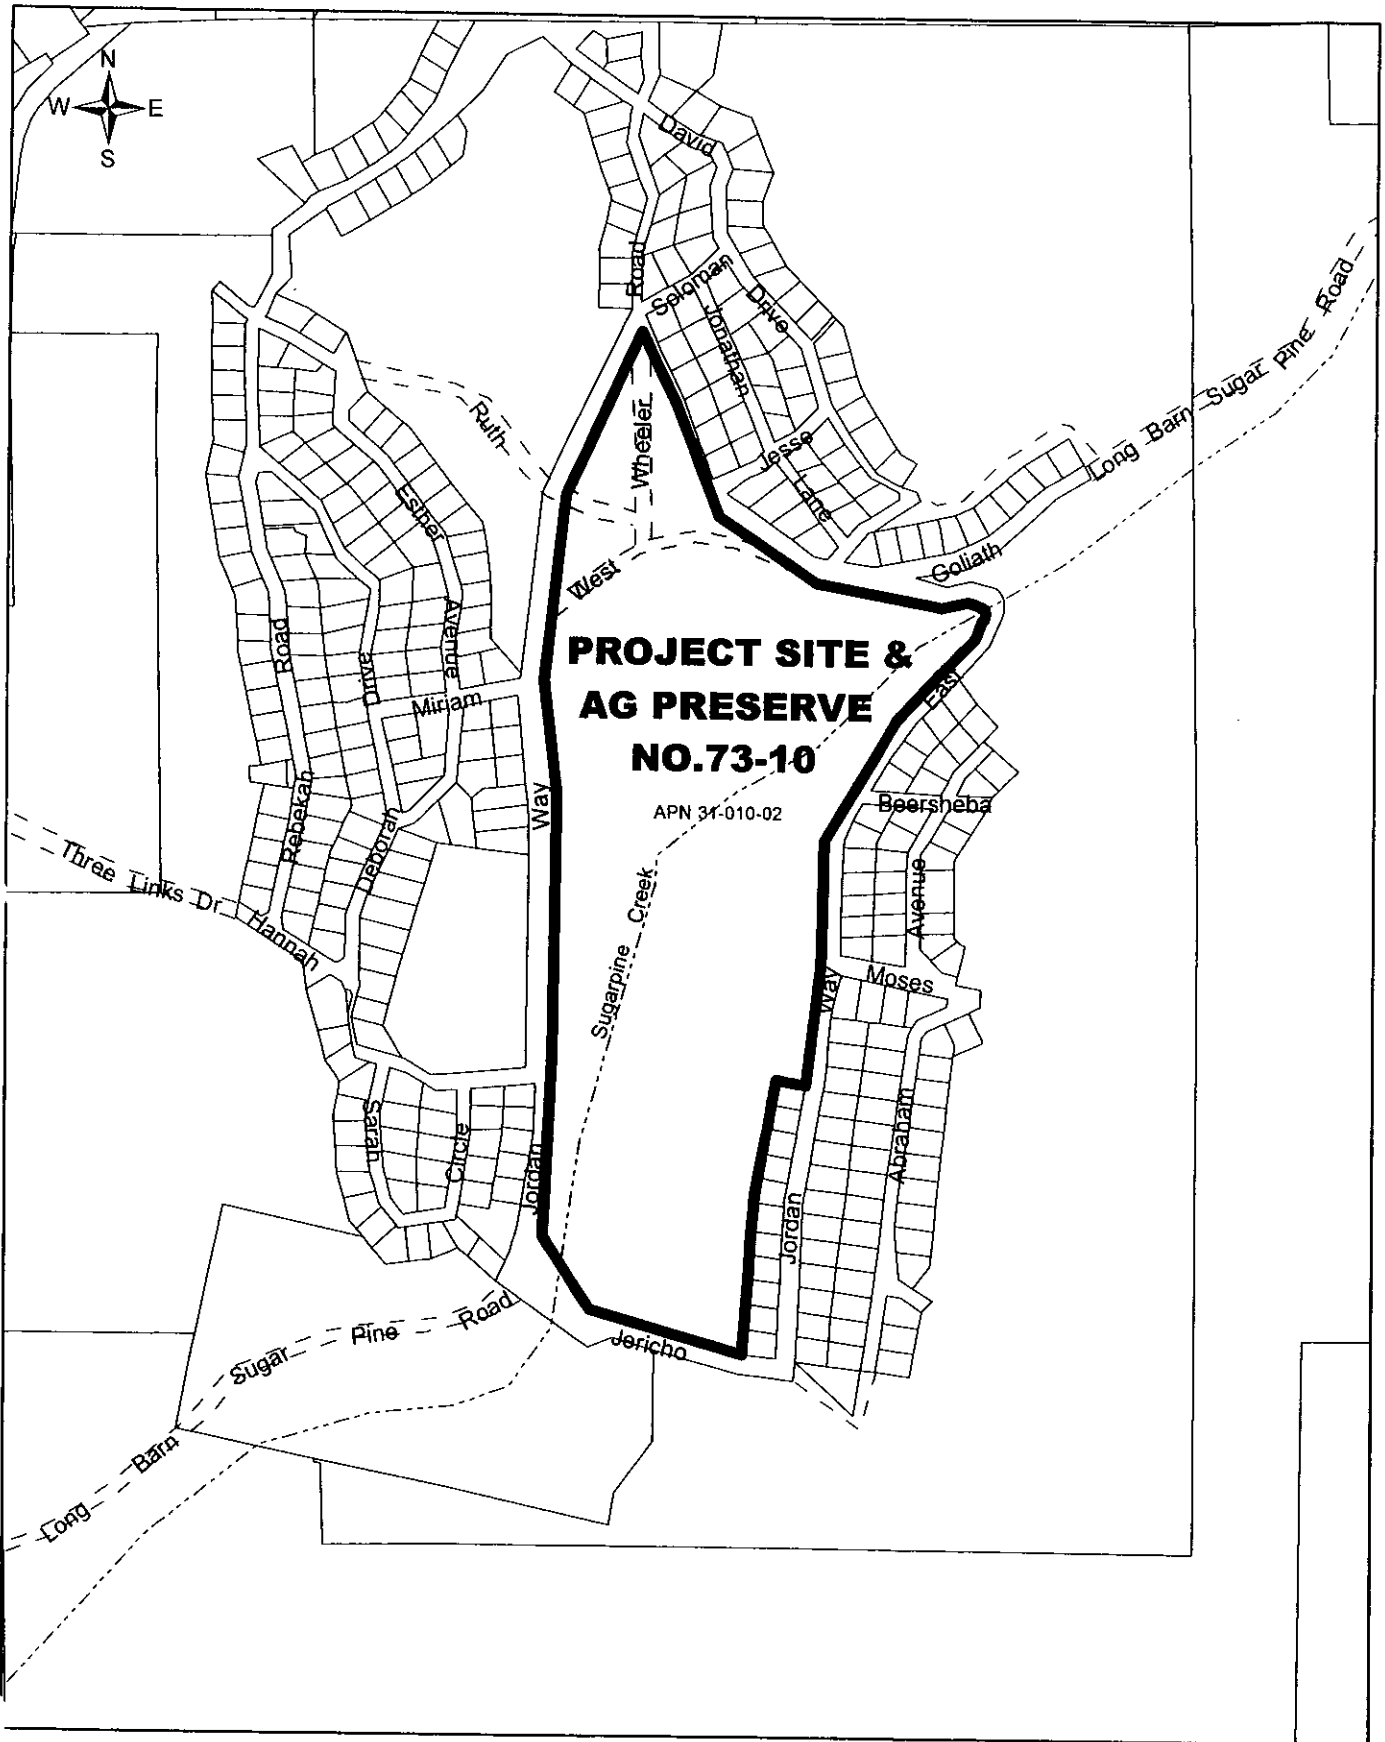 N
W E
S
David
Road
Soloman
Drive
Jonathan
Long Barn Sugar Pine Road
Ruth
Wheeler
Jesse
Lane
Esther
Goliath
West
Avenue
Road
Drive
PROJECT SITE &
AG PRESERVE
NO.73-10
APN 31-010-02
East
Miriam
Way
Beersheba
Rebekah
Deborah
Three Links Dr
Avenue
Hannah
Sugarpine Creek
Way
Moses
Sarah
Circle
Jordan
Abraham
Jordan
Jericho
Long Barn Sugar Pine Road